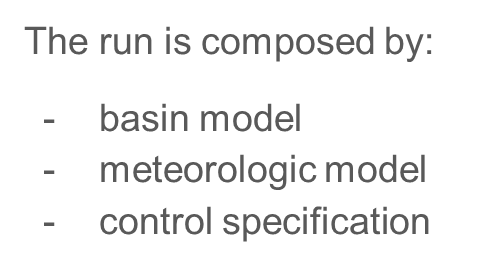 The run is composed by:
- basin model
- meteorologic model
- control specification